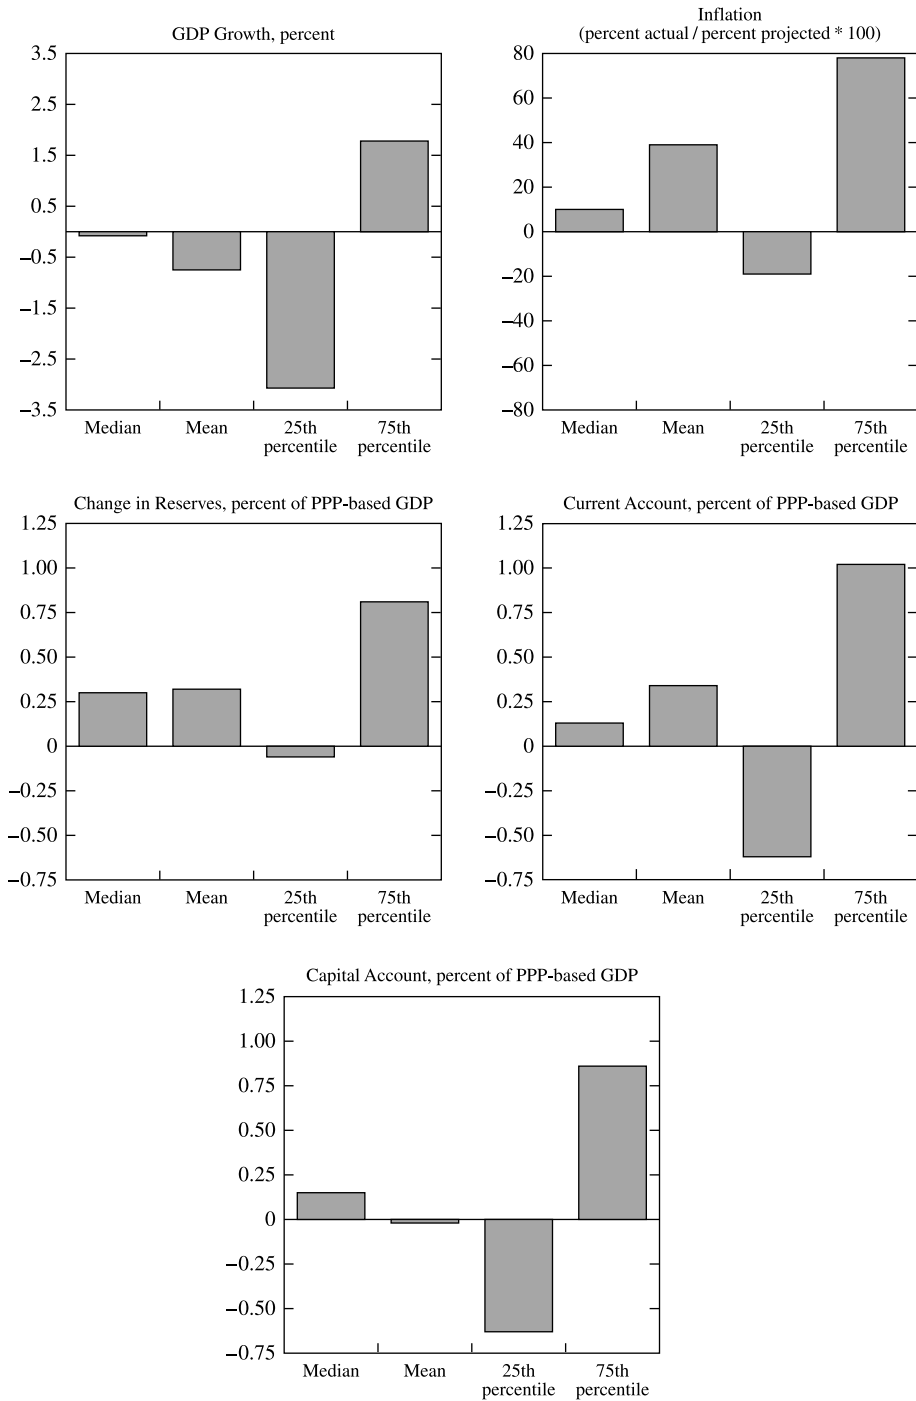 GDP Growth, percent
3.5
2.5
1.5
0.5
−0.5
−1.5
−2.5
−3.5
Median
Mean
25th
percentile
75th
percentile
Inflation
(percent actual / percent projected * 100)
80
60
40
20
0
−20
−40
−60
−80
Median
Mean
25th
percentile
75th
percentile
Change in Reserves, percent of PPP-based GDP
1.25
1.00
0.75
0.50
0.25
0
−0.25
−0.50
−0.75
Median
Mean
25th
percentile
75th
percentile
Current Account, percent of PPP-based GDP
1.25
1.00
0.75
0.50
0.25
0
−0.25
−0.50
−0.75
Median
Mean
25th
percentile
75th
percentile
Capital Account, percent of PPP-based GDP
1.25
1.00
0.75
0.50
0.25
0
−0.25
−0.50
−0.75
Median
Mean
25th
percentile
75th
percentile